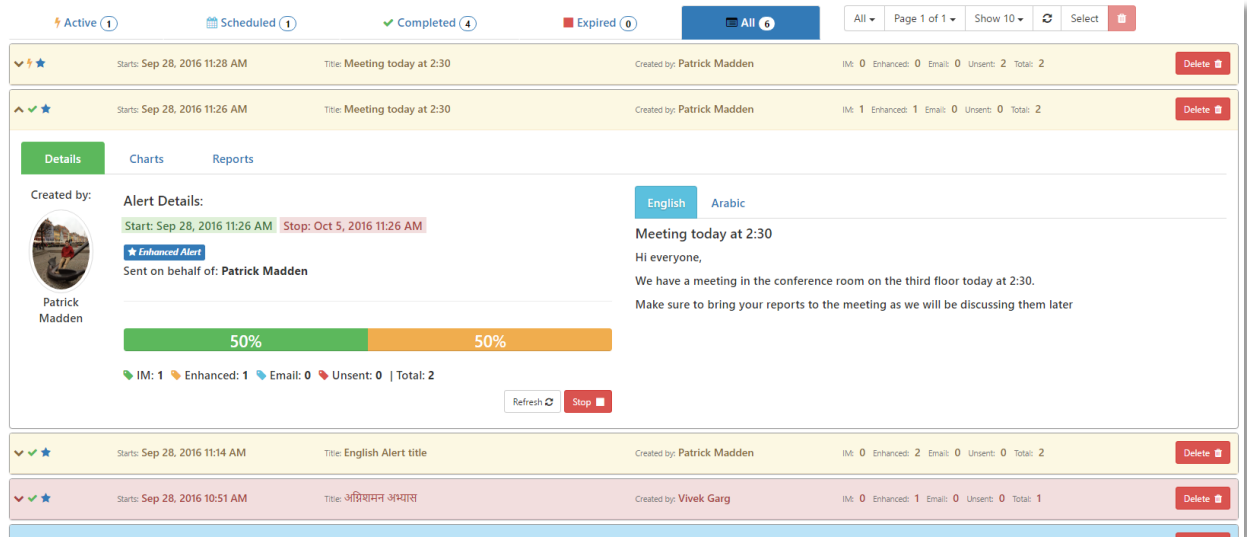 Active 1 Scheduled 1 Completed 4 Expired 0 All 6 All Page 1 of 1 Show 10 Select
Starts: Sep 28, 2016 11:28 AM Title: Meeting today at 2:30 Created by: Patrick Madden IM: 0 Enhanced: 0 Email: 0 Unsent: 2 Total: 2 Delete
Starts: Sep 28, 2016 11:26 AM Title: Meeting today at 2:30 Created by: Patrick Madden IM: 1 Enhanced: 1 Email: 0 Unsent: 0 Total: 2 Delete
Details Charts Reports
Created by:
Patrick
Madden
Alert Details:
Start: Sep 28, 2016 11:26 AM Stop: Oct 5, 2016 11:26 AM
Enhanced Alert
Sent on behalf of: Patrick Madden
50% 50%
IM: 1 Enhanced: 1 Email: 0 Unsent: 0 | Total: 2
Refresh Stop
English Arabic
Meeting today at 2:30
Hi everyone,
We have a meeting in the conference room on the third floor today at 2:30.
Make sure to bring your reports to the meeting as we will be discussing them later
Starts: Sep 28, 2016 11:14 AM Title: English Alert title Created by: Patrick Madden IM: 0 Enhanced: 2 Email: 0 Unsent: 0 Total: 2 Delete
Starts: Sep 28, 2016 10:51 AM Title: अग्निशमन अभ्यास Created by: Vivek Garg IM: 0 Enhanced: 1 Email: 0 Unsent: 0 Total: 1 Delete